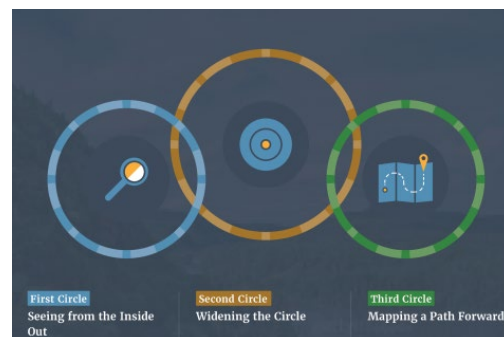 First Circle
Seeing from the Inside
Out
Second Circle
Widening the Circle
Third Circle
Mapping a Path Forward